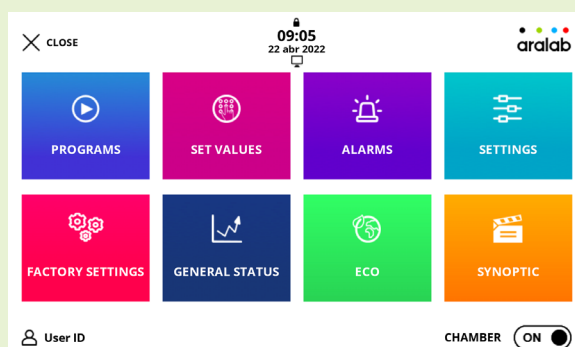 CLOSE
09:05
22 abr 2022
aralab
PROGRAMS
SET VALUES
ALARMS
SETTINGS
FACTORY SETTINGS
GENERAL STATUS
ECO
SYNOPTIC
User ID
CHAMBER
ON